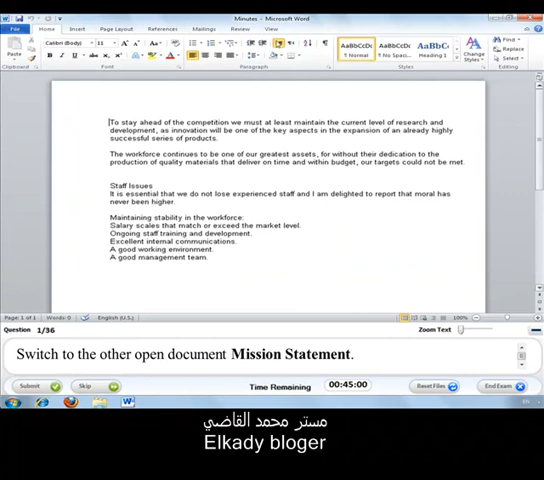 Minutes - Microsoft Word
File Home Insert Page Layout References Mailings Review View
Calibri (Body) 11
Paste
B I U
AaBbCcDc AaBbCcDc AaBbCc
¶ Normal ¶ No Spaci... Heading 1
Change Styles
Find
Replace
Select
Clipboard Font Paragraph Styles Editing
To stay ahead of the competition we must at least maintain the current level of research and
development, as innovation will be one of the key aspects in the expansion of an already highly
successful series of products.
The workforce continues to be one of our greatest assets, for without their dedication to the
production of quality materials that deliver on time and within budget, our targets could not be met.
Staff Issues
It is essential that we do not lose experienced staff and I am delighted to report that moral has
never been higher.
Maintaining stability in the workforce:
Salary scales that match or exceed the market level.
Ongoing staff training and development.
Excellent internal communications.
A good working environment.
A good management team.
Page: 1 of 1 Words: 0 English (U.S.) 100%
Question 1/36 Zoom Text
Switch to the other open document Mission Statement.
Submit Skip Time Remaining 00:45:00 Reset Files End Exam
EN
مستر محمد القاضي
Elkady bloger